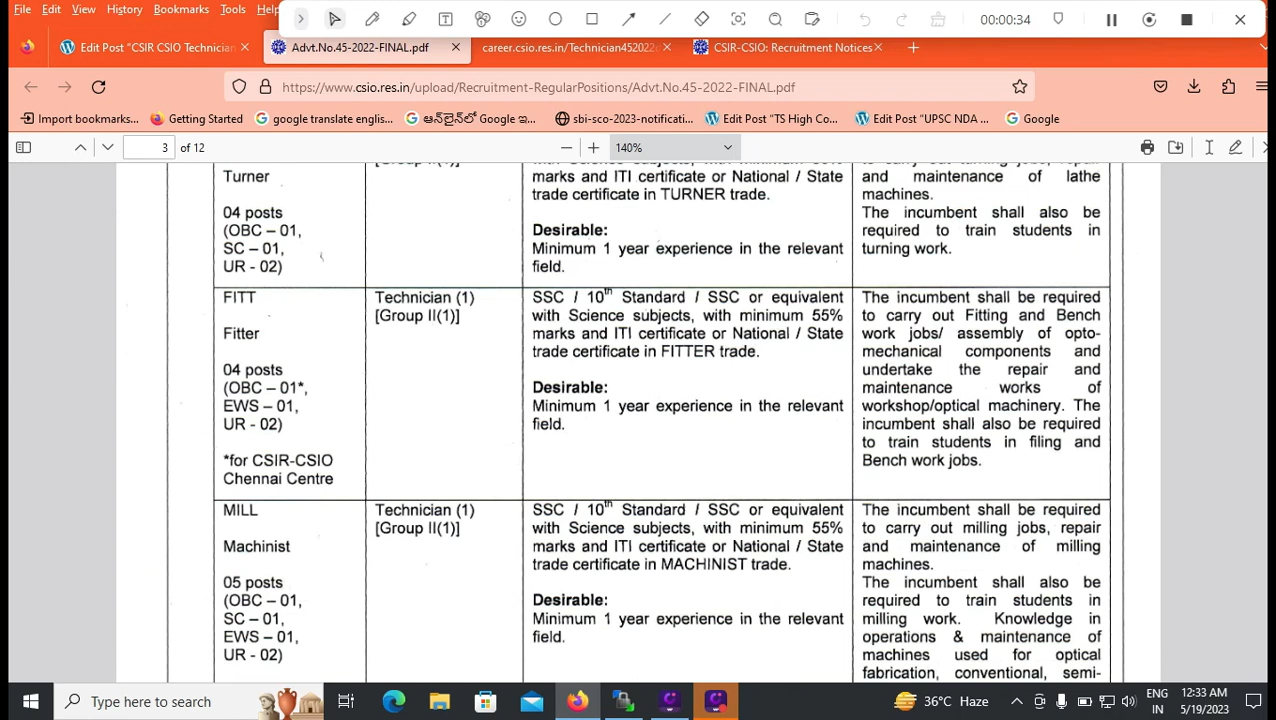 File Edit View History Bookmarks Tools Help
00:00:34
Edit Post "CSIR CSIO Technician
Advt.No.45-2022-FINAL.pdf
career.csio.res.in/Technician452022
CSIR-CSIO: Recruitment Notices
https://www.csio.res.in/upload/Recruitment-RegularPositions/Advt.No.45-2022-FINAL.pdf
Import bookmarks...
Getting Started
google translate englis...
ఆన్‌లైన్‌లో Google ఇ...
sbi-sco-2023-notificati...
Edit Post "TS High Co...
Edit Post "UPSC NDA ...
Google
3 of 12
140%
Turner
04 posts
(OBC – 01,
SC – 01,
UR - 02)
[Group II(1)]
with Science subjects, with minimum 55%
marks and ITI certificate or National / State
trade certificate in TURNER trade.
Desirable:
Minimum 1 year experience in the relevant
field.
to carry out turning jobs, repair
and maintenance of lathe
machines.
The incumbent shall also be
required to train students in
turning work.
FITT
Fitter
04 posts
(OBC – 01*,
EWS – 01,
UR - 02)
*for CSIR-CSIO
Chennai Centre
Technician (1)
[Group II(1)]
SSC / 10th Standard / SSC or equivalent
with Science subjects, with minimum 55%
marks and ITI certificate or National / State
trade certificate in FITTER trade.
Desirable:
Minimum 1 year experience in the relevant
field.
The incumbent shall be required
to carry out Fitting and Bench
work jobs/ assembly of opto-
mechanical components and
undertake the repair and
maintenance works of
workshop/optical machinery. The
incumbent shall also be required
to train students in filing and
Bench work jobs.
MILL
Machinist
05 posts
(OBC – 01,
SC – 01,
EWS – 01,
UR - 02)
Technician (1)
[Group II(1)]
SSC / 10th Standard / SSC or equivalent
with Science subjects, with minimum 55%
marks and ITI certificate or National / State
trade certificate in MACHINIST trade.
Desirable:
Minimum 1 year experience in the relevant
field.
The incumbent shall be required
to carry out milling jobs, repair
and maintenance of milling
machines.
The incumbent shall also be
required to train students in
milling work. Knowledge in
operations & maintenance of
machines used for optical
fabrication, conventional, semi-
Type here to search
36°C Haze
ENG
IN
12:33 AM
5/19/2023